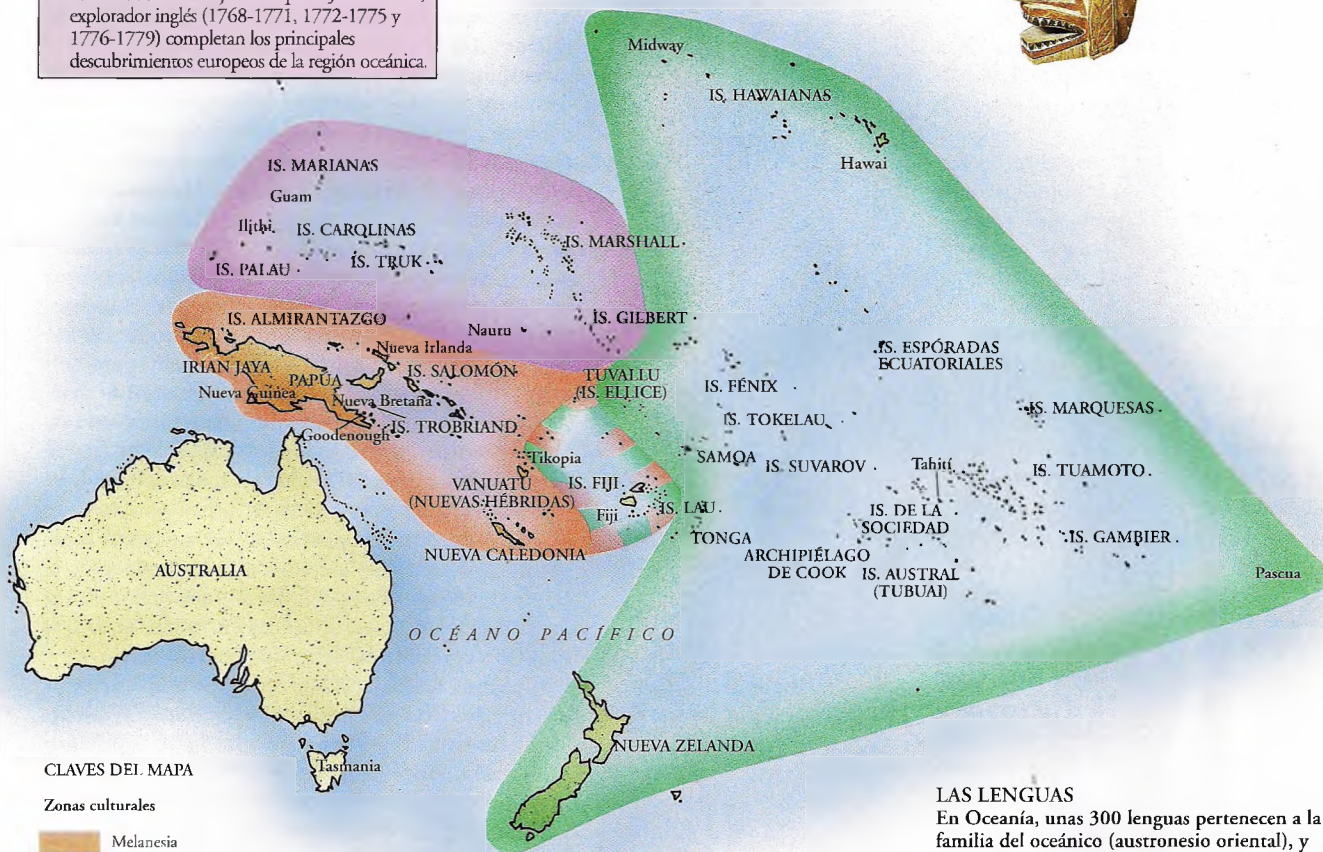 explorador inglés (1768-1771, 1772-1775 y
1776-1779) completan los principales
descubrimientos europeos de la región oceánica.
Midway
IS. HAWAIANAS
Hawai
IS. MARIANAS
Guam
Ilithi
IS. CAROLINAS
IS. PALAU
IS. TRUK
IS. MARSHALL
IS. GILBERT
Nauru
IS. ALMIRANTAZGO
Nueva Irlanda
IRIAN JAYA
PAPÚA
IS. SALOMÓN
Nueva Guinea
Nueva Bretaña
Goodenough
IS. TROBRIAND
TUVALLU
(IS. ELLICE)
IS. ESPÓRADAS
ECUATORIALES
IS. FÉNIX
IS. TOKELAU
IS. MARQUESAS
Tikopia
SAMOA
IS. SUVAROV
Tahití
IS. TUAMOTO
VANUATU
(NUEVAS HÉBRIDAS)
IS. FIJI
Fiji
IS. LAU
IS. DE LA
SOCIEDAD
TONGA
IS. GAMBIER
NUEVA CALEDONIA
ARCHIPIÉLAGO
DE COOK
IS. AUSTRAL
(TUBUAI)
Pascua
AUSTRALIA
OCÉANO PACÍFICO
NUEVA ZELANDA
Tasmania
CLAVES DEL MAPA
Zonas culturales
Melanesia
LAS LENGUAS
En Oceanía, unas 300 lenguas pertenecen a la
familia del oceánico (austronesio oriental), y